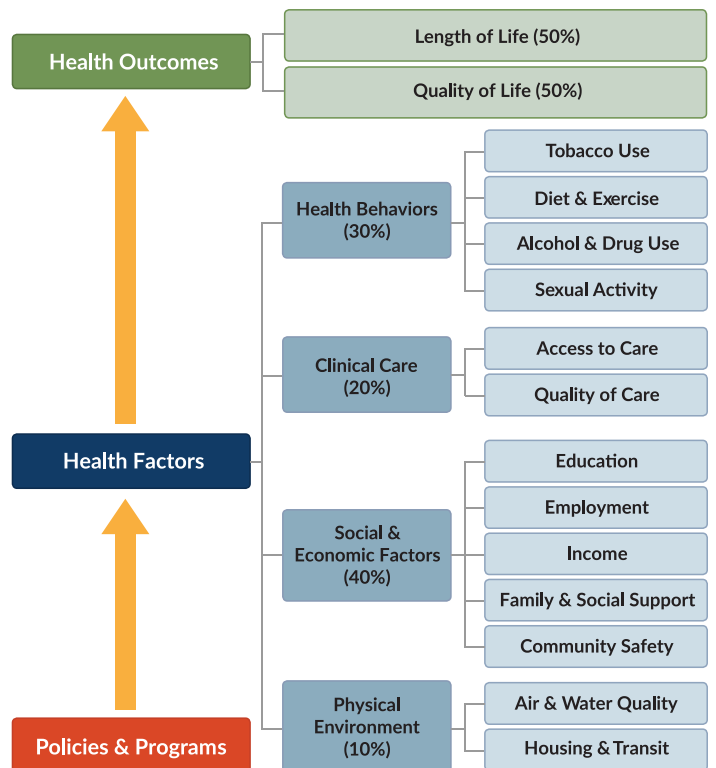 Health Outcomes
Length of Life (50%)
Quality of Life (50%)
Health Factors
Health Behaviors
(30%)
Tobacco Use
Diet & Exercise
Alcohol & Drug Use
Sexual Activity
Clinical Care
(20%)
Access to Care
Quality of Care
Social &
Economic Factors
(40%)
Education
Employment
Income
Family & Social Support
Community Safety
Physical
Environment
(10%)
Air & Water Quality
Housing & Transit
Policies & Programs